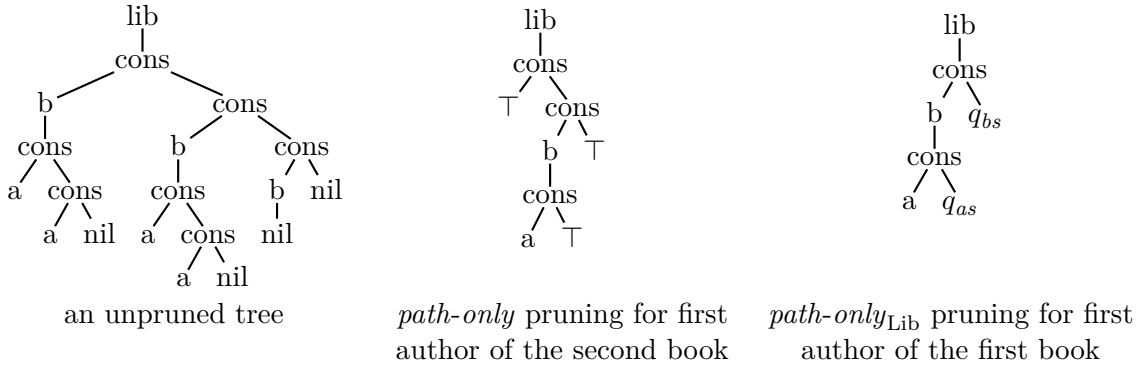 lib lib lib
cons cons cons
b cons ⊤ cons b q_bs
cons b cons b ⊤ cons
a cons cons b nil cons a q_as
a nil a cons nil a ⊤
a nil
an unpruned tree path-only pruning for first path-only_Lib pruning for first
author of the second book author of the first book